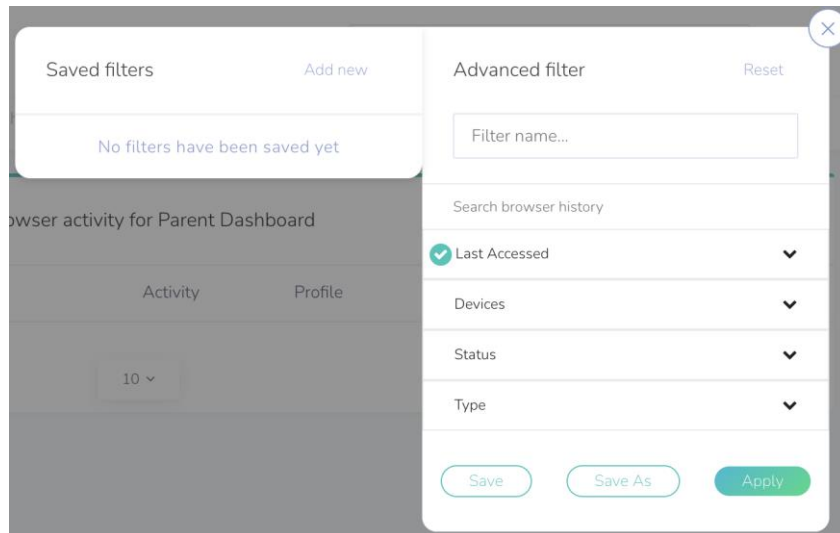 Saved filters
Add new
No filters have been saved yet
Advanced filter
Reset
Filter name...
Search browser history
Last Accessed
Devices
Status
Type
Save
Save As
Apply
owser activity for Parent Dashboard
Activity
Profile
10